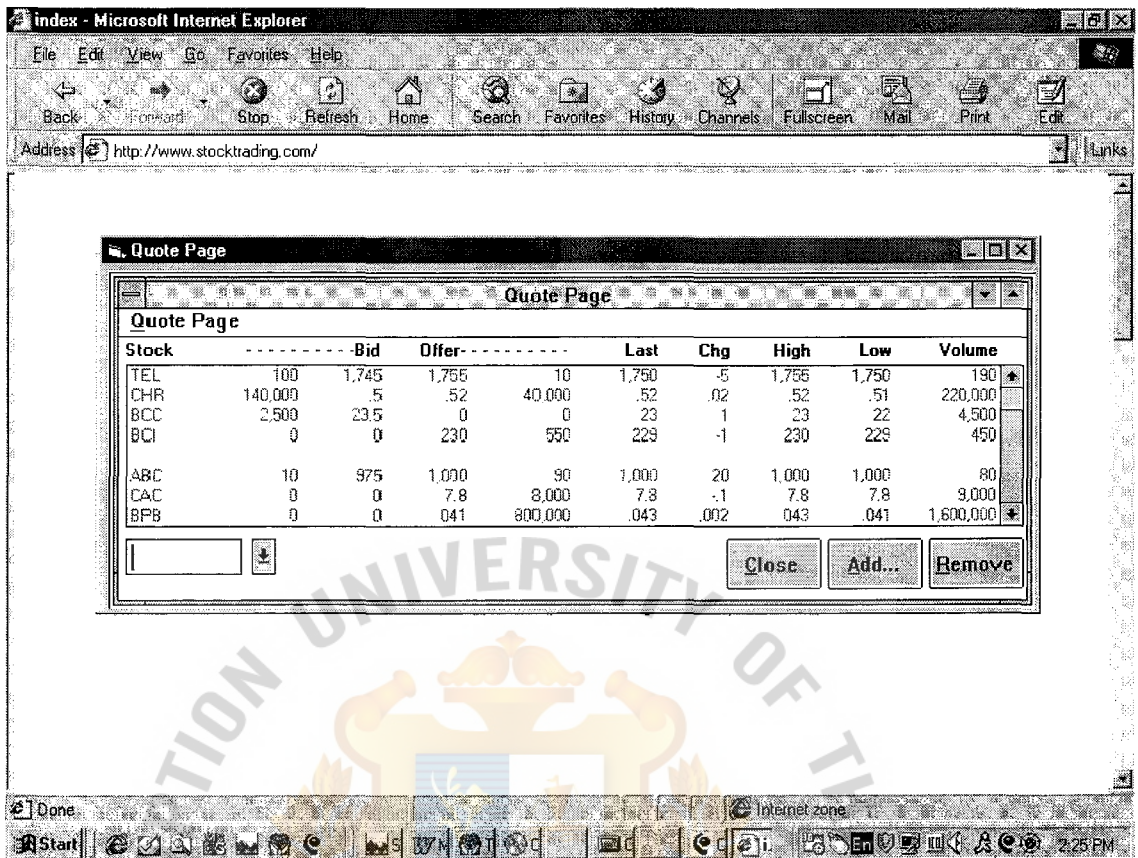 index - Microsoft Internet Explorer
File Edit View Go Favorites Help
Back Forward Stop Refresh Home Search Favorites History Channels Fullscreen Mail Print Edit
Address http://www.stocktrading.com/ Links
Quote Page
Quote Page
Quote Page
Stock - - - - - - - - - - -Bid Offer- - - - - - - - - - Last Chg High Low Volume
TEL 100 1,745 1,755 10 1,750 -5 1,755 1,750 190
CHR 140,000 .5 .52 40,000 .52 .02 .52 .51 220,000
BCC 2,500 23.5 0 0 23 1 23 22 4,500
BCI 0 0 230 550 229 -1 230 229 450
ABC 10 975 1,000 90 1,000 20 1,000 1,000 80
CAC 0 0 7.8 8,000 7.8 -.1 7.8 7.8 9,000
BPB 0 0 041 800,000 .043 .002 043 .041 1,600,000
Close Add... Remove
UNIVERSITY OF
Done Internet zone
Start En 2:25 PM